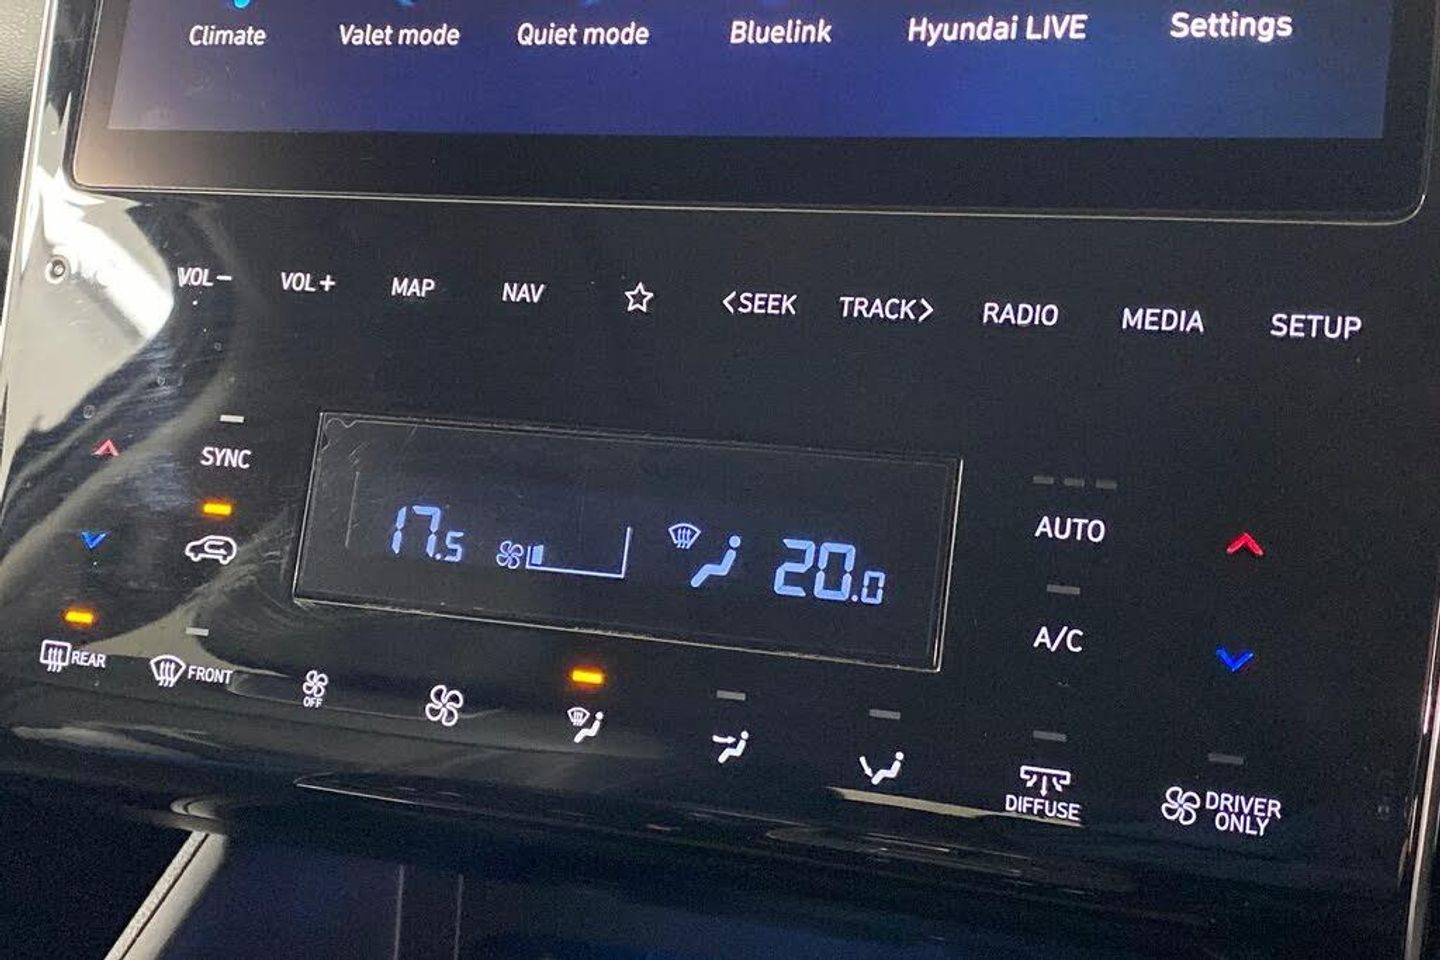 Climate Valet mode Quiet mode Bluelink Hyundai LIVE Settings
VOL− VOL+ MAP NAV <SEEK TRACK> RADIO MEDIA SETUP
SYNC
17.5 20.0
AUTO
A/C
REAR FRONT OFF
DIFFUSE
DRIVER
ONLY